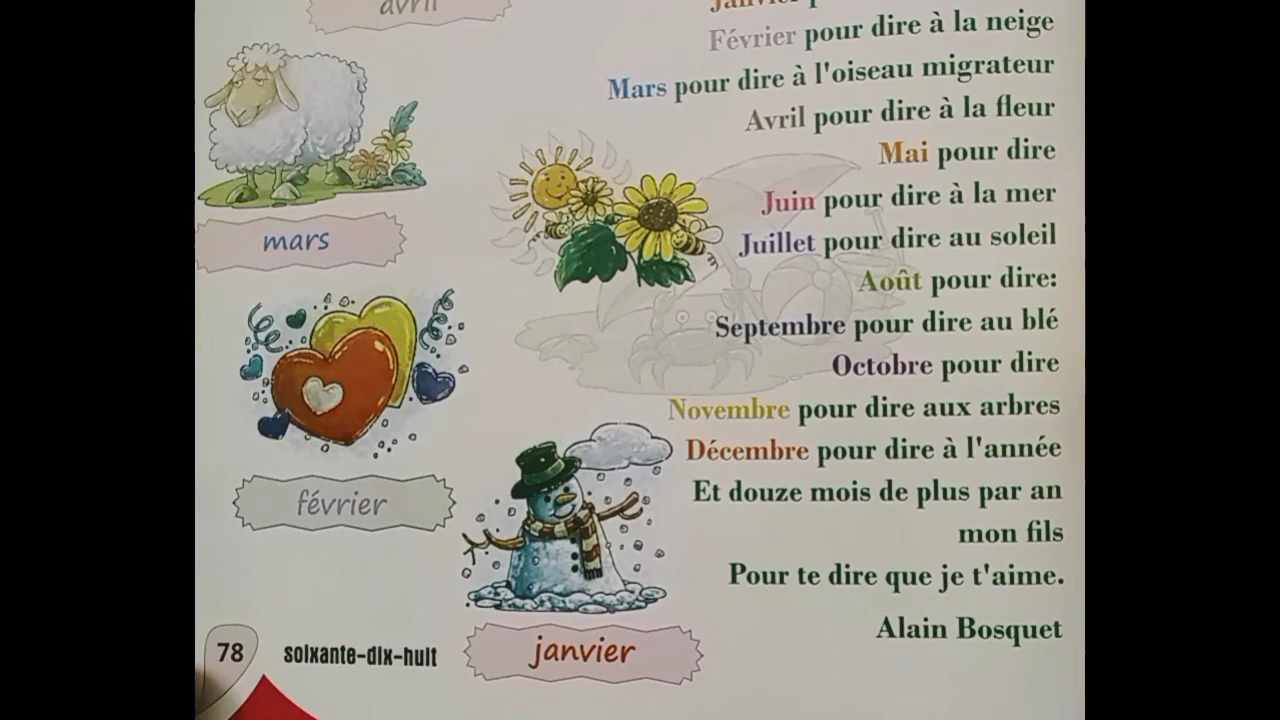 avril
Janvier
Février pour dire à la neige
Mars pour dire à l'oiseau migrateur
Avril pour dire à la fleur
Mai pour dire
Juin pour dire à la mer
Juillet pour dire au soleil
Août pour dire:
Septembre pour dire au blé
Octobre pour dire
Novembre pour dire aux arbres
Décembre pour dire à l'année
Et douze mois de plus par an
mon fils
Pour te dire que je t'aime.
Alain Bosquet
mars
février
janvier
78 soixante-dix-huit